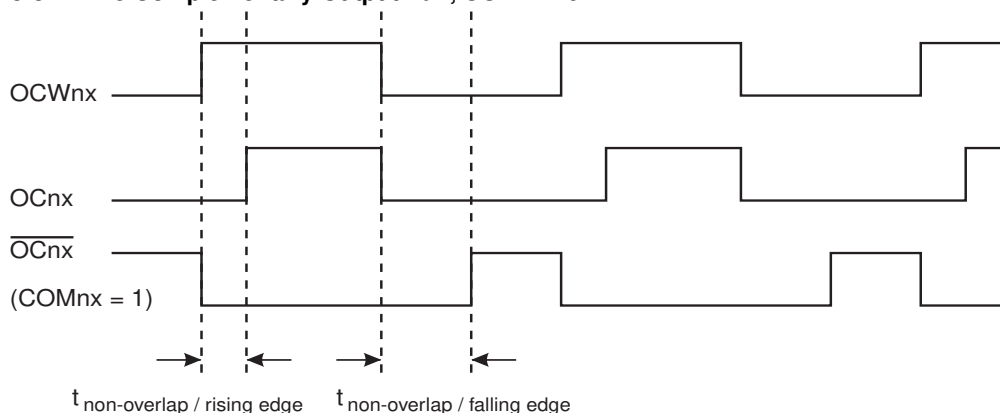 OCWnx
OCnx
OCnx
(COMnx = 1)
t non-overlap / rising edge t non-overlap / falling edge